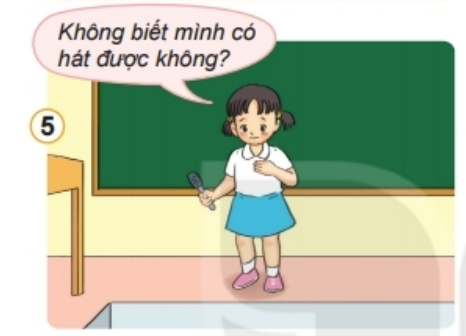 Không biết mình có
hát được không?
5